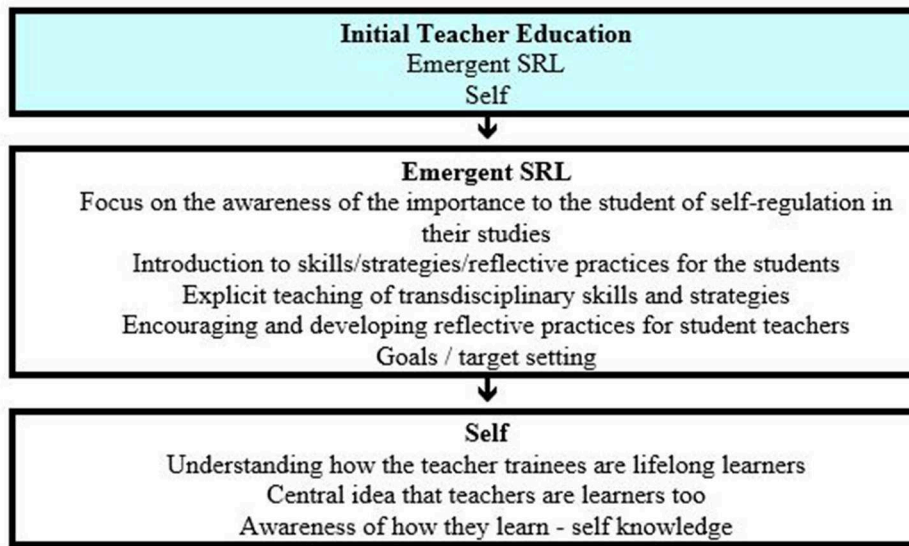 Initial Teacher Education
Emergent SRL
Self
Emergent SRL
Focus on the awareness of the importance to the student of self-regulation in
their studies
Introduction to skills/strategies/reflective practices for the students
Explicit teaching of transdisciplinary skills and strategies
Encouraging and developing reflective practices for student teachers
Goals / target setting
Self
Understanding how the teacher trainees are lifelong learners
Central idea that teachers are learners too
Awareness of how they learn - self knowledge